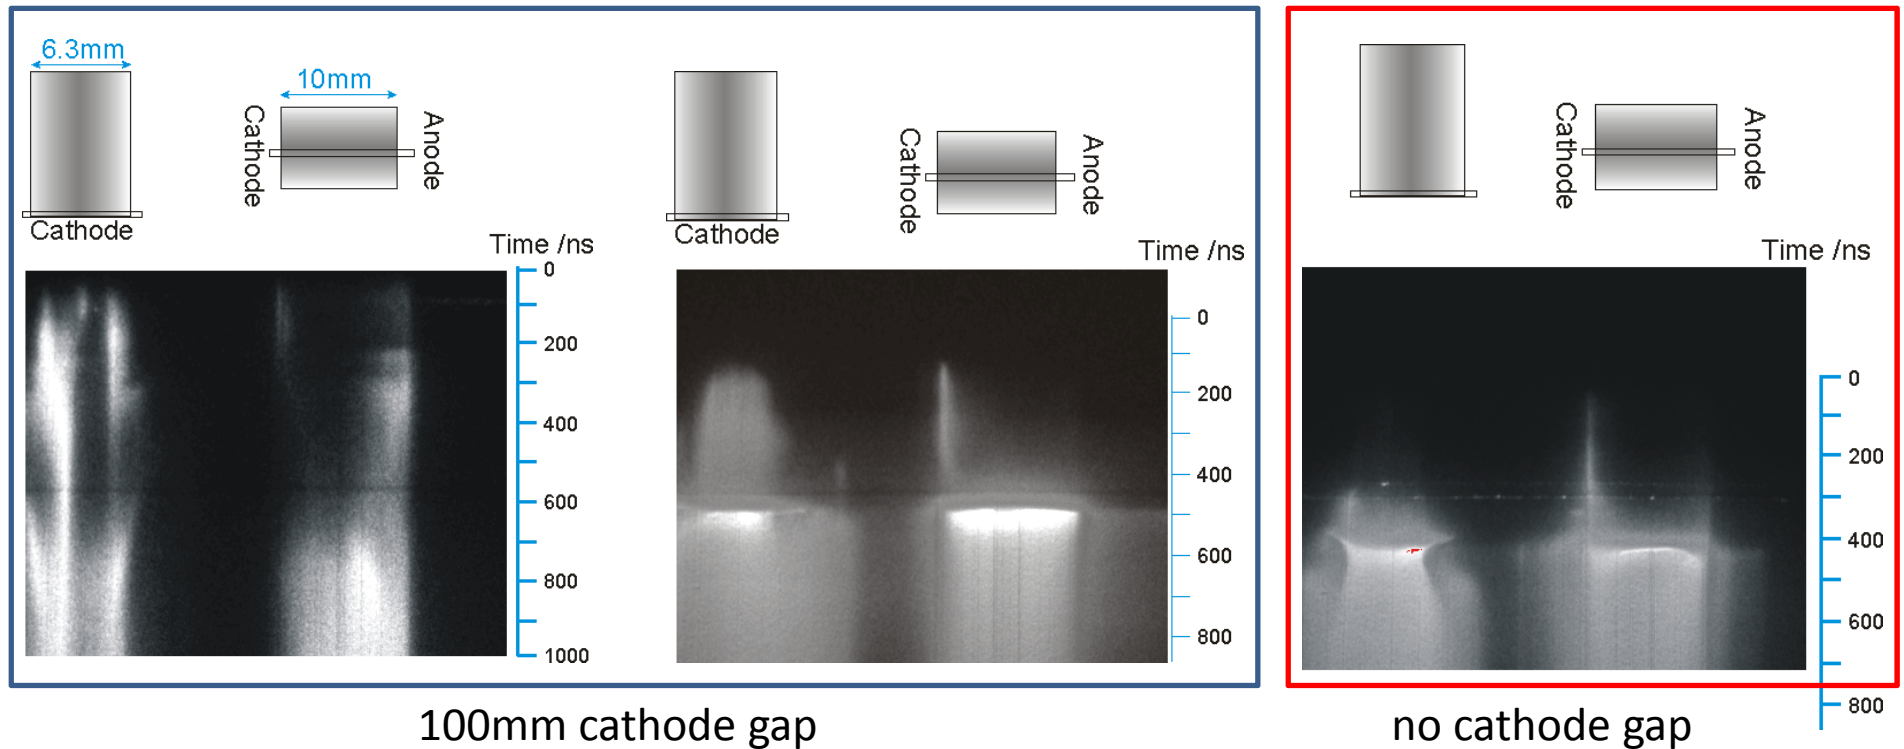 6.3mm
10mm
Cathode
Anode
Cathode
Time /ns
0
200
400
600
800
1000
Cathode
Anode
Cathode
Time /ns
0
200
400
600
800
100mm cathode gap
Cathode
Anode
Time /ns
0
200
400
600
800
no cathode gap